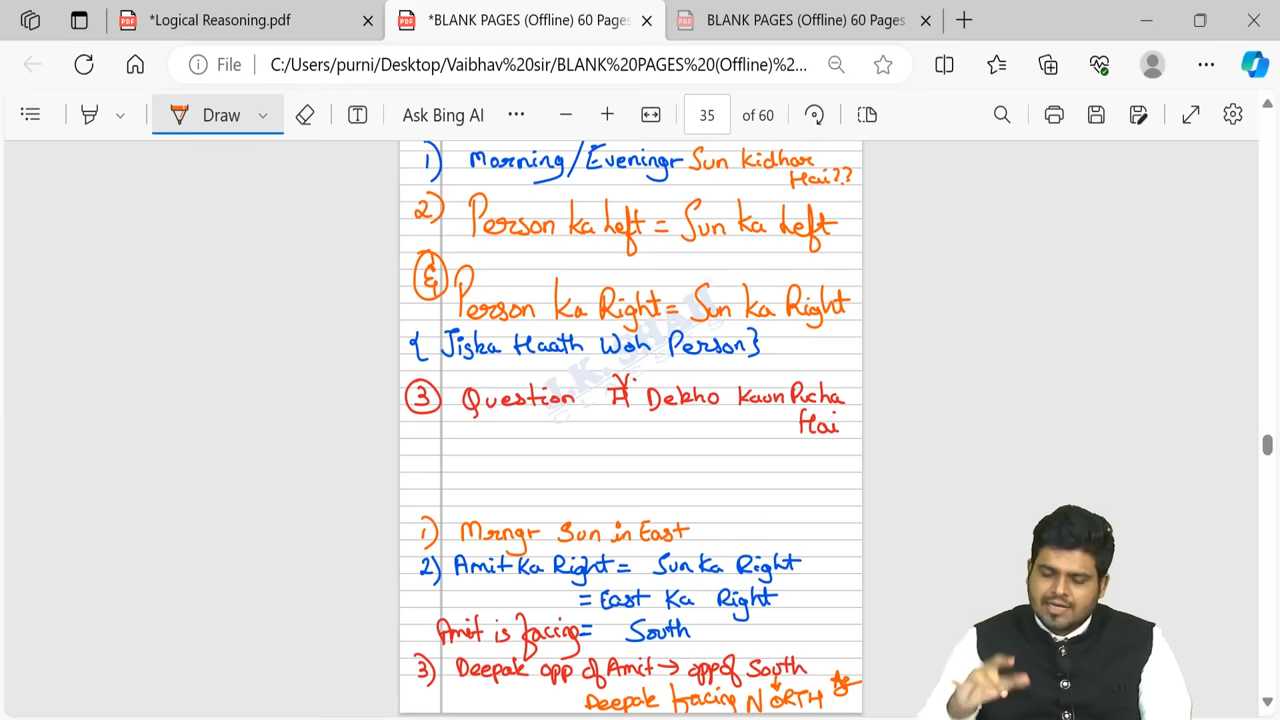 *Logical Reasoning.pdf
*BLANK PAGES (Offline) 60 Pages
BLANK PAGES (Offline) 60 Pages
File C:/Users/purni/Desktop/Vaibhav%20sir/BLANK%20PAGES%20(Offline)%2...
Draw
Ask Bing AI
35 of 60
1) Morning/Evening Sun Kidhar
Hai??
2) Person Ka Left = Sun Ka Left
&
Person Ka Right = Sun Ka Right
J.K. SHAH
{ Jiska Haath Woh Person}
3 Question Dekho Kaun Pucha
Hai
1) Mrng Sun in East
2) Amit Ka Right = Sun Ka Right
= East Ka Right
Amit is facing = South
3) Deepak opp of Amit → opp of South
Deepak facing NORTH